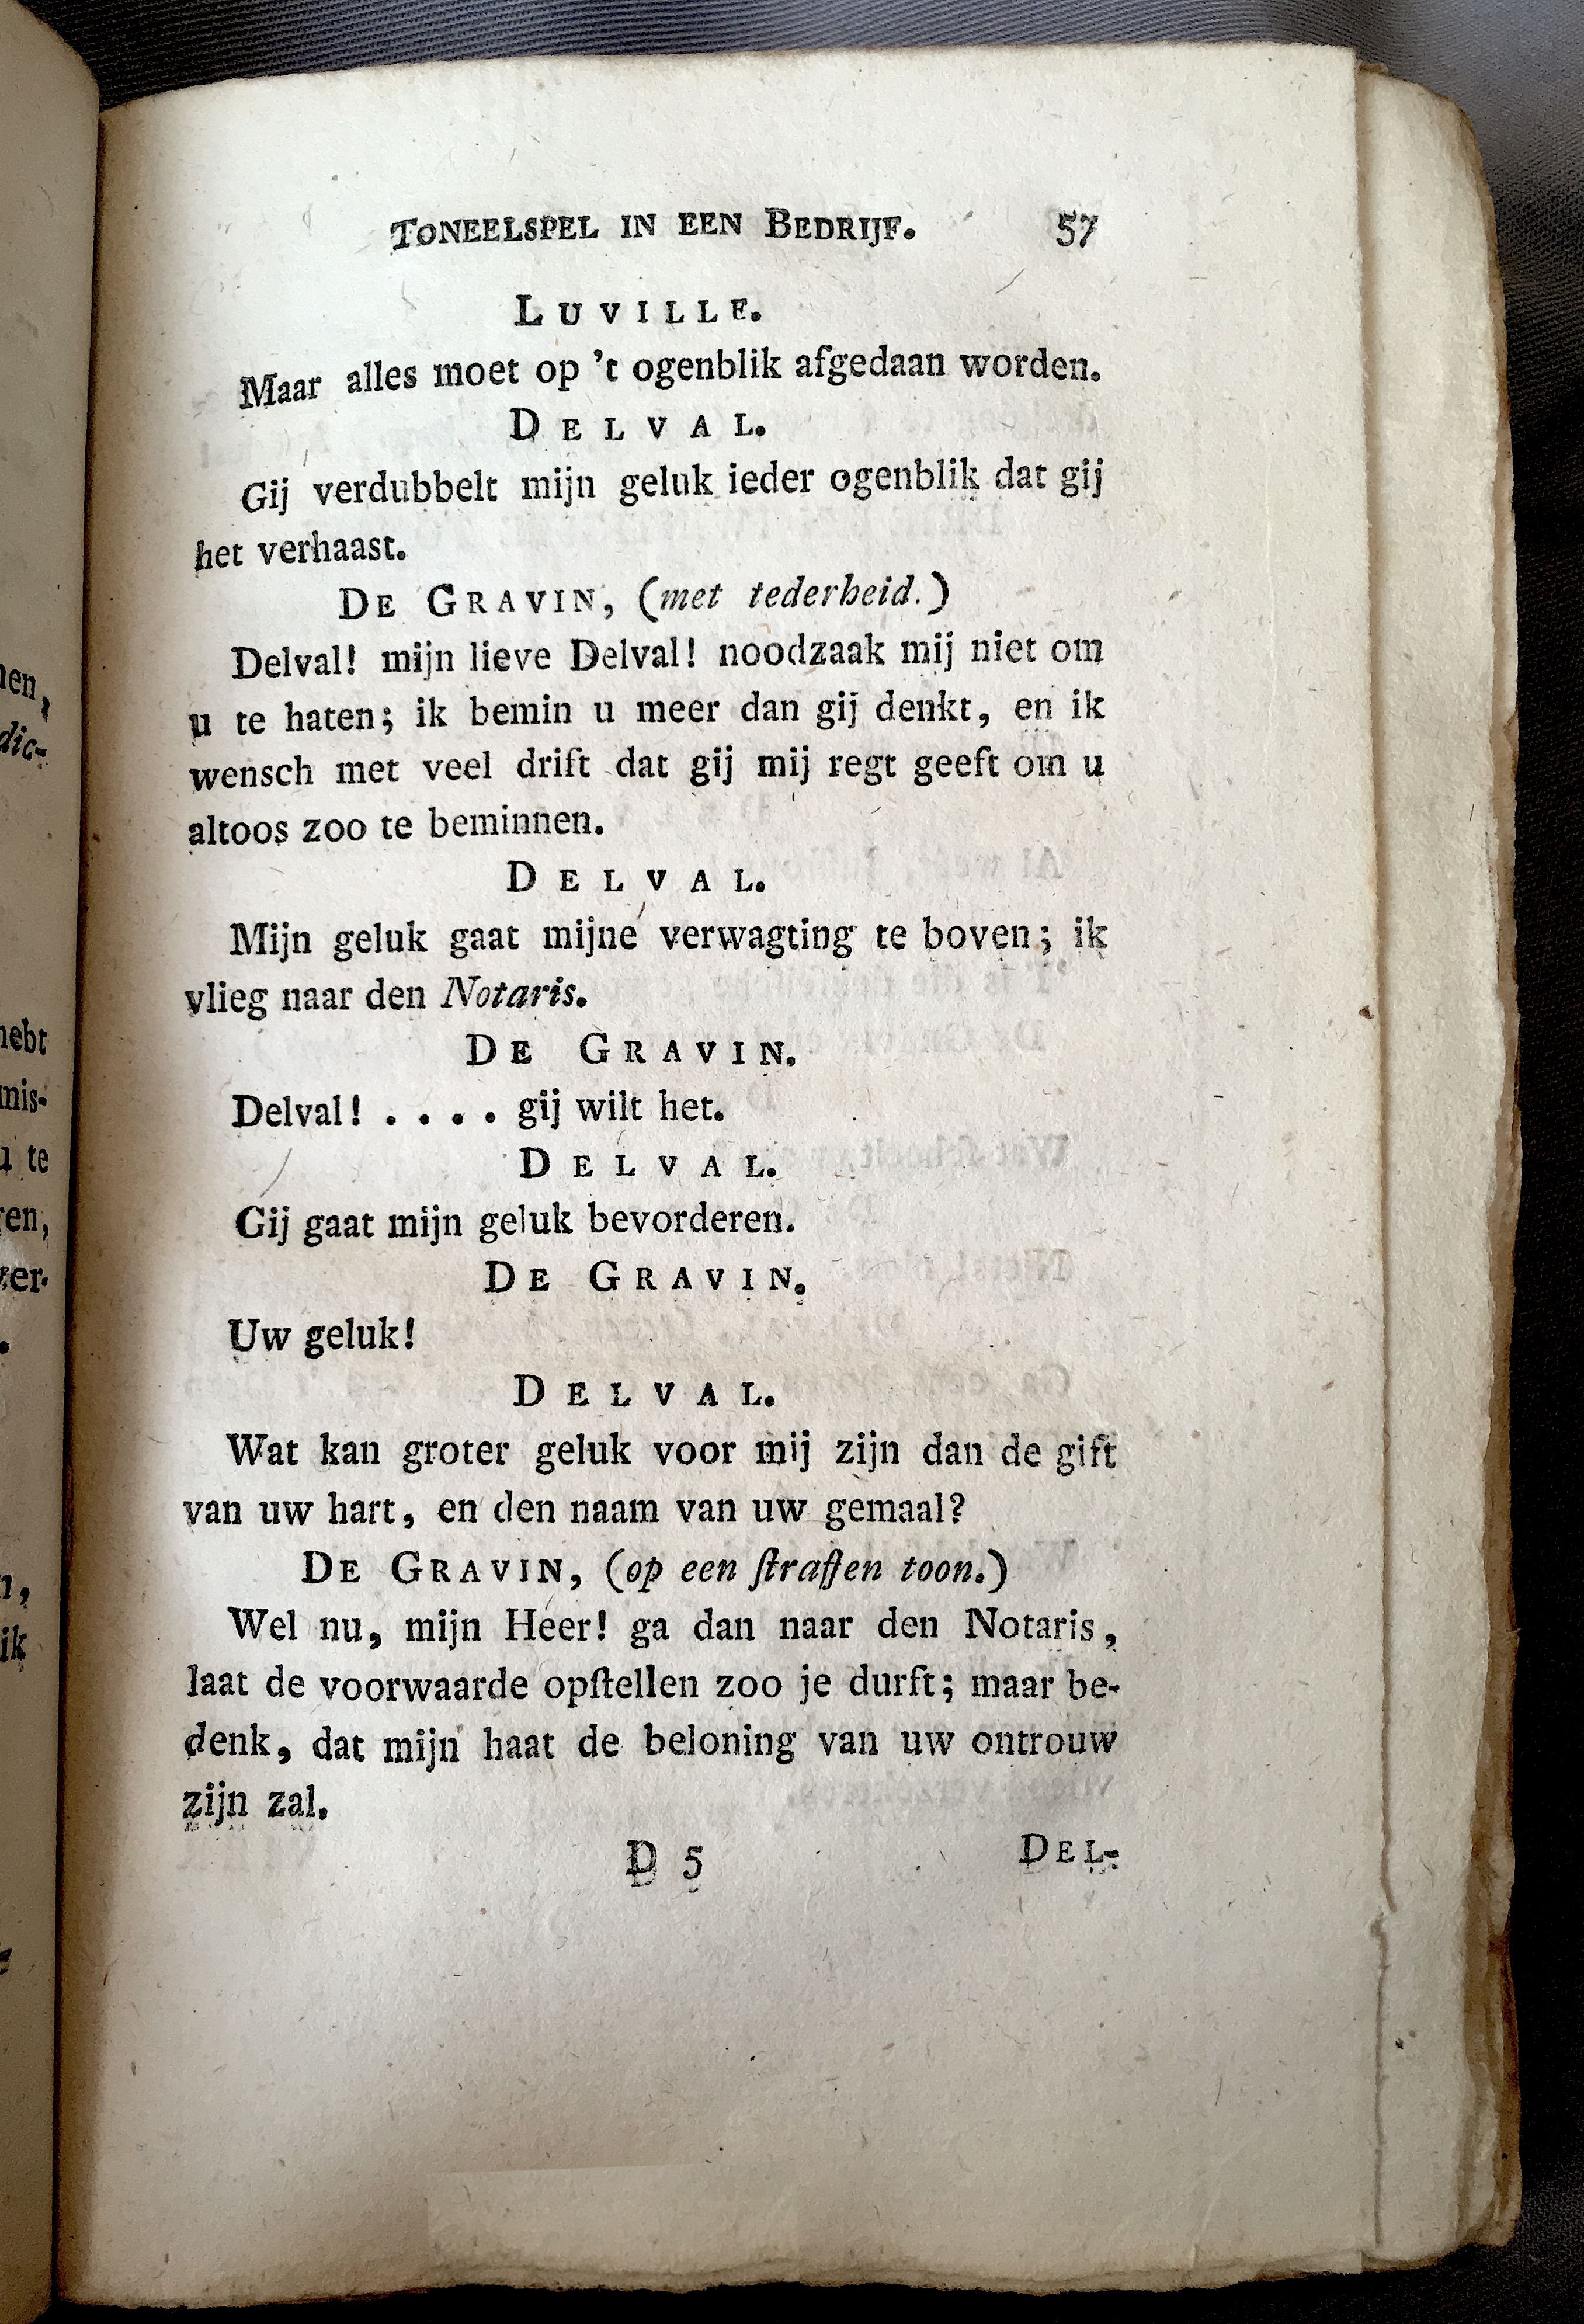 TONEELSPEL IN EEN BEDRIJF. 57
LUVILLE.
Maar alles moet op 't ogenblik afgedaan worden.
DELVAL.
Gij verdubbelt mijn geluk ieder ogenblik dat gij
het verhaast.
DE GRAVIN, (met tederheid.)
Delval! mijn lieve Delval! noodzaak mij niet om
u te haten; ik bemin u meer dan gij denkt, en ik
wensch met veel drift dat gij mij regt geeft om u
altoos zoo te beminnen.
DELVAL.
Mijn geluk gaat mijne verwagting te boven; ik
vlieg naar den Notaris.
DE GRAVIN.
Delval! . . . . gij wilt het.
DELVAL.
Gij gaat mijn geluk bevorderen.
DE GRAVIN.
Uw geluk!
DELVAL.
Wat kan groter geluk voor mij zijn dan de gift
van uw hart, en den naam van uw gemaal?
DE GRAVIN, (op een ſtraffen toon.)
Wel nu, mijn Heer! ga dan naar den Notaris,
laat de voorwaarde opſtellen zoo je durft; maar be-
denk, dat mijn haat de beloning van uw ontrouw
zijn zal.
D 5 DEL-